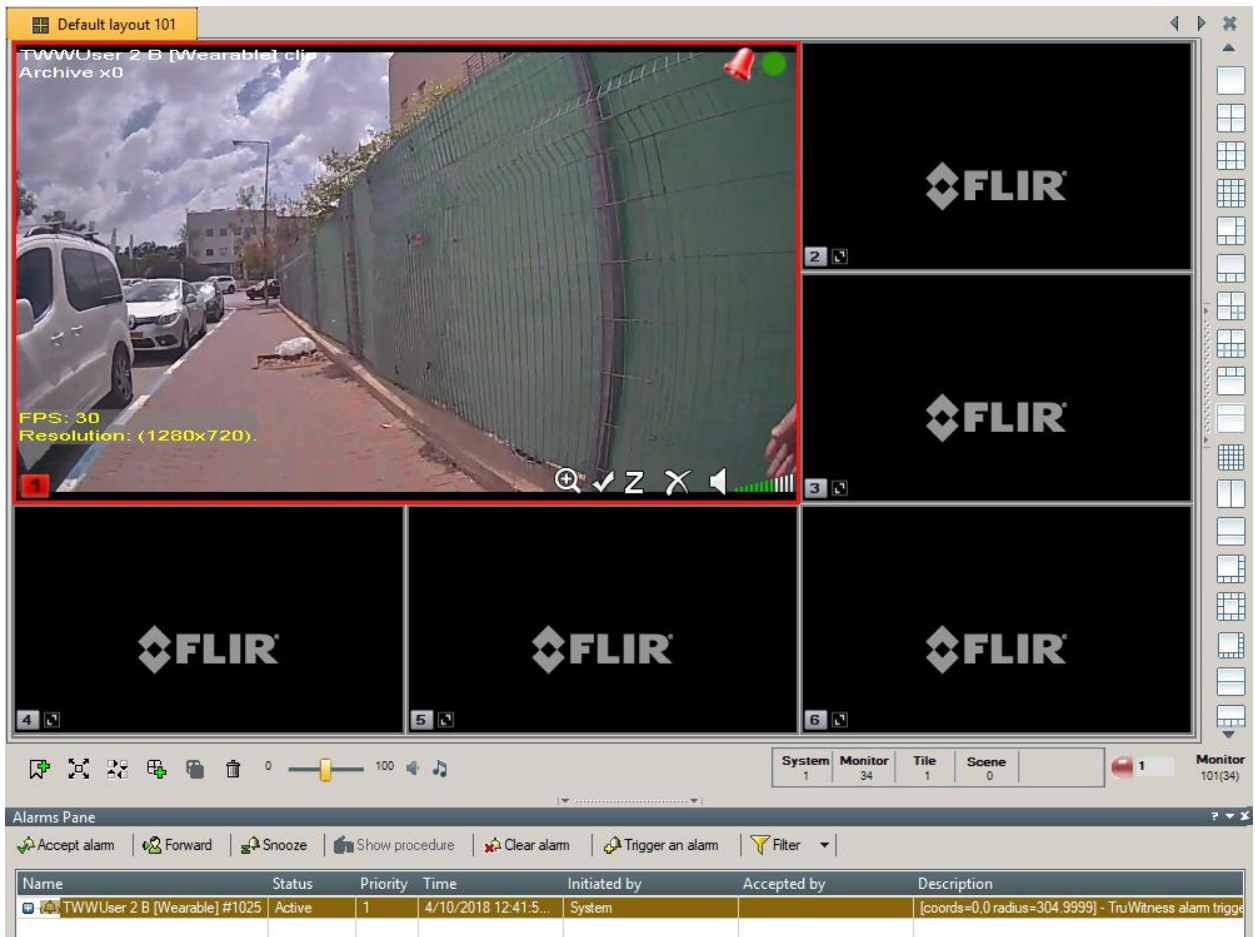 Default layout 101
TWWUser 2 B [Wearable] clip
Archive x0
FLIR
2
FLIR
3
FPS: 30
Resolution: (1280x720).
1
Z
FLIR
4
FLIR
5
FLIR
6
0
100
System Monitor Tile Scene
1 34 1 0
1
Monitor
101(34)
Alarms Pane
Accept alarm Forward Snooze Show procedure Clear alarm Trigger an alarm Filter
Name Status Priority Time Initiated by Accepted by Description
TWWUser 2 B [Wearable] #1025 Active 1 4/10/2018 12:41:5... System [coords=0,0 radius=304.9999] - TruWitness alarm trigge